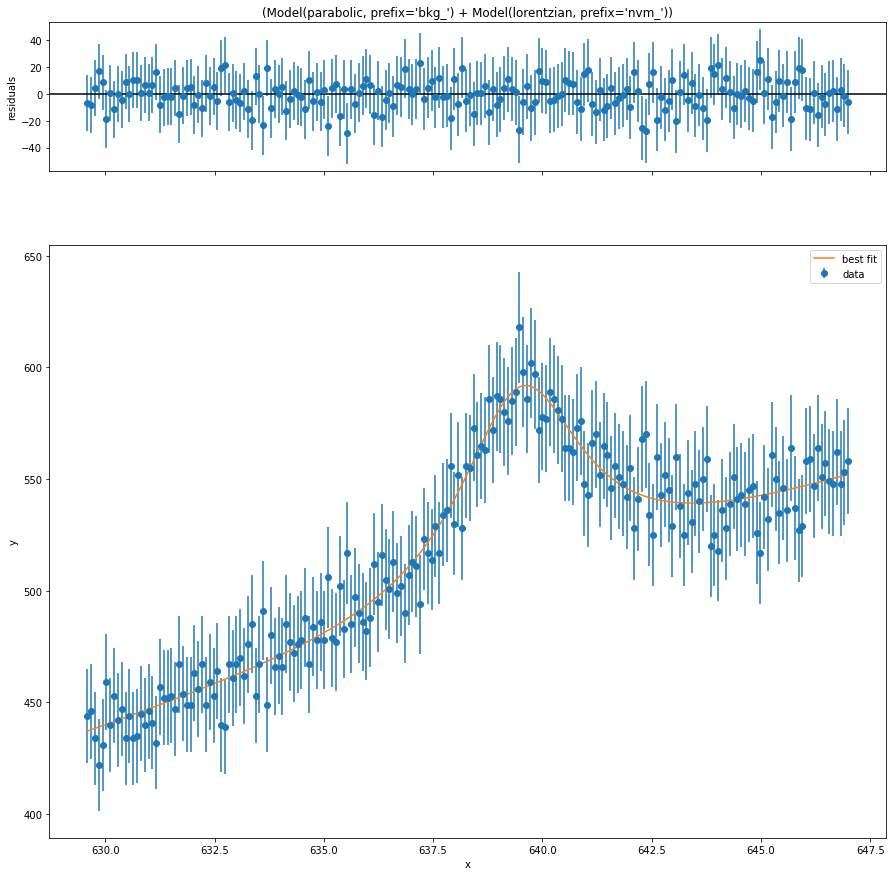 (Model(parabolic, prefix='bkg_') + Model(lorentzian, prefix='nvm_'))
40
20
0
−20
−40
residuals
650
600
550
500
450
400
y
best fit
data
630.0 632.5 635.0 637.5 640.0 642.5 645.0 647.5
x